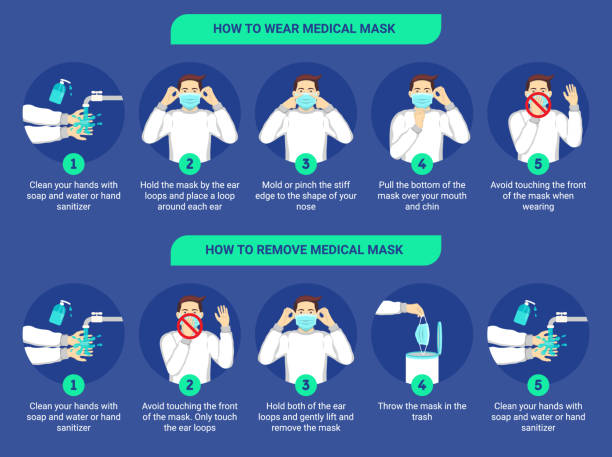 HOW TO WEAR MEDICAL MASK
1
Clean your hands with
soap and water or hand
sanitizer
2
Hold the mask by the ear
loops and place a loop
around each ear
3
Mold or pinch the stiff
edge to the shape of your
nose
4
Pull the bottom of the
mask over your mouth
and chin
5
Avoid touching the front
of the mask when
wearing
HOW TO REMOVE MEDICAL MASK
1
Clean your hands with
soap and water or hand
sanitizer
2
Avoid touching the front
of the mask. Only touch
the ear loops
3
Hold both of the ear
loops and gently lift and
remove the mask
4
Throw the mask in the
trash
5
Clean your hands with
soap and water or hand
sanitizer